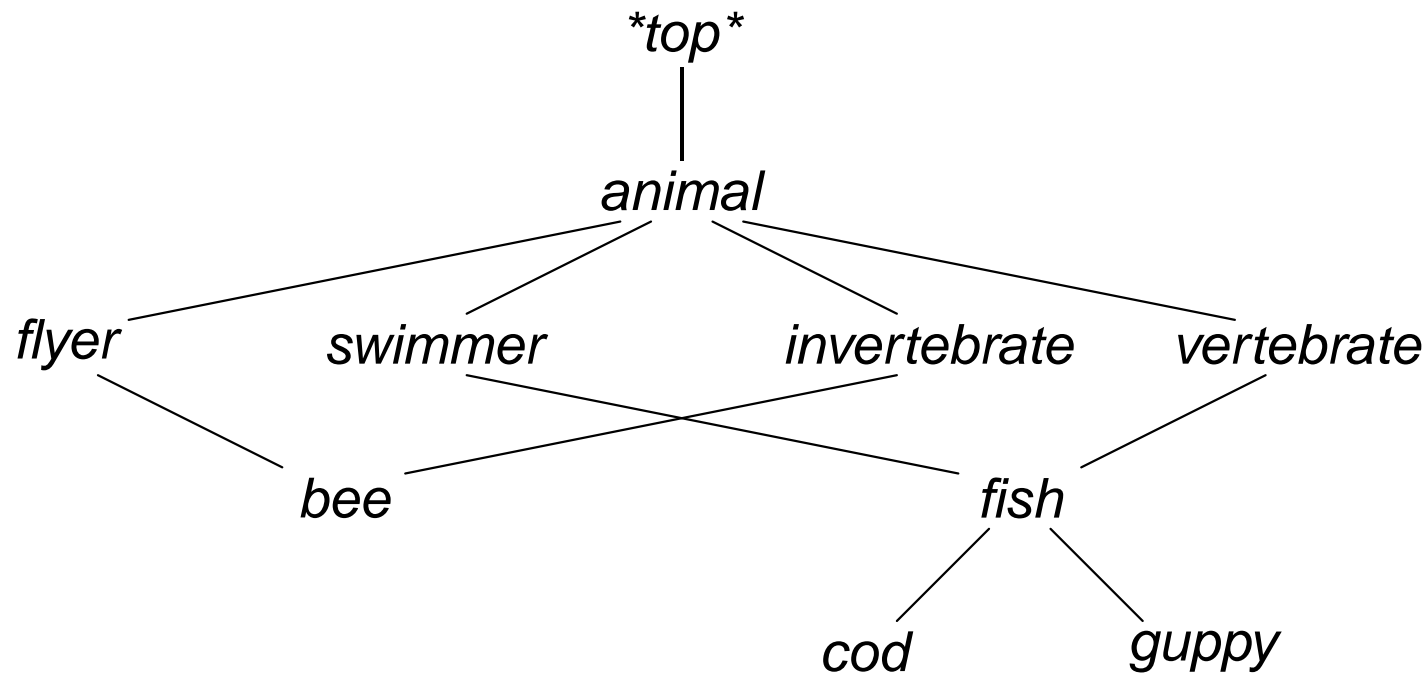 *top*
animal
flyer swimmer invertebrate vertebrate
bee fish
cod guppy